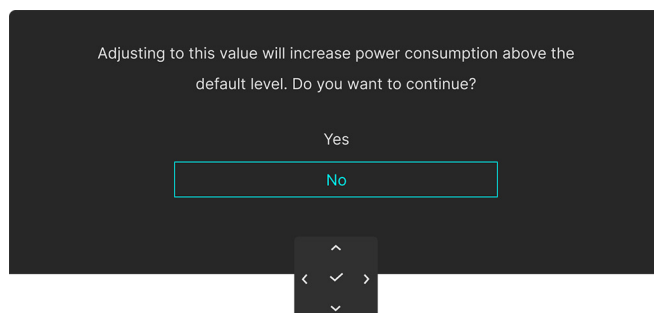 Adjusting to this value will increase power consumption above the
default level. Do you want to continue?
Yes
No